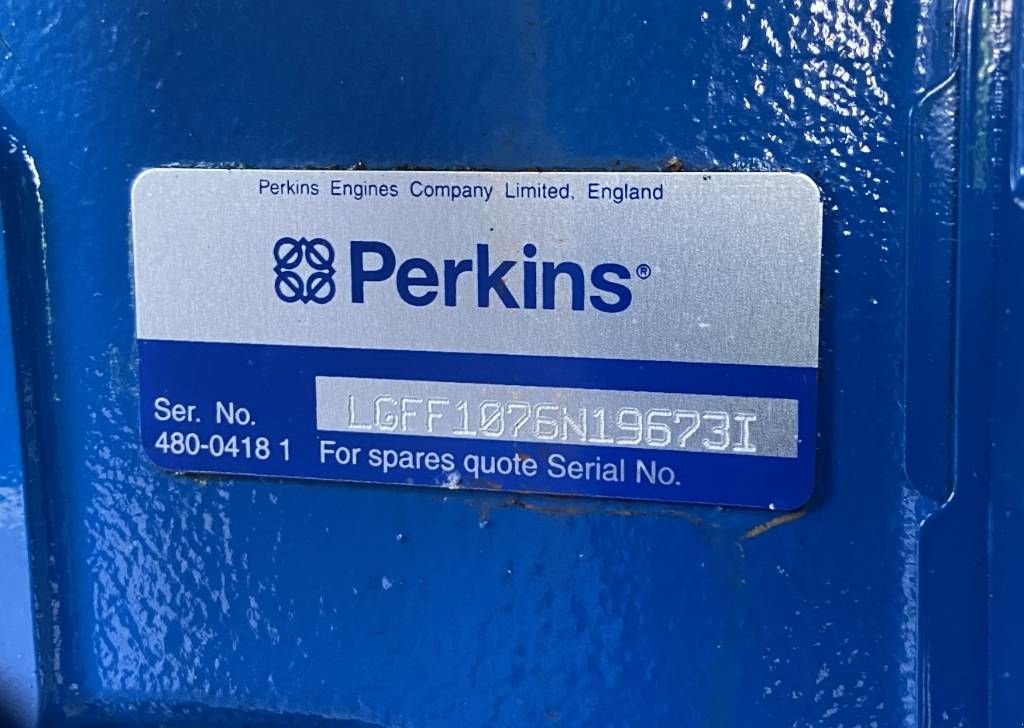 Perkins Engines Company Limited, England
Perkins®
Ser. No. LGFF1076N19673I
480-0418 1 For spares quote Serial No.